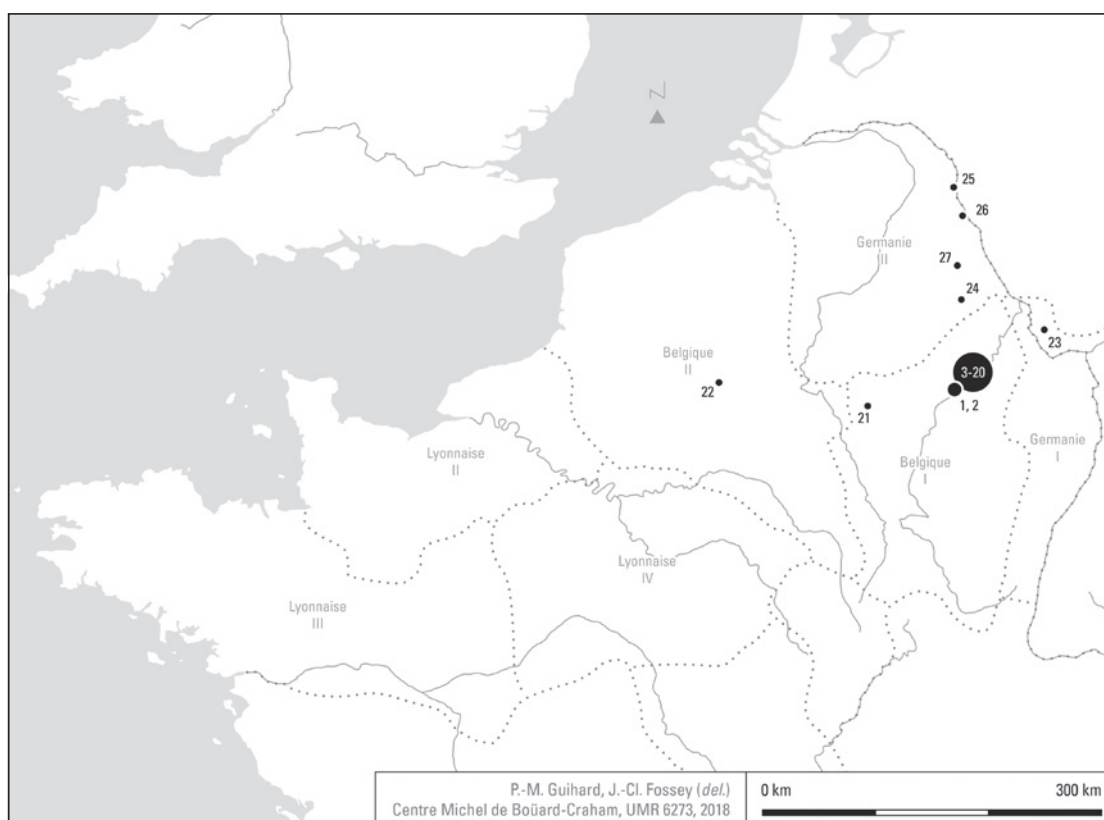 N
25
26
Germanie
III
27
24
23
Belgique
II
22
3-20
1, 2
21
Germanie
I
Belgique
I
Lyonnaise
II
Lyonnaise
IV
Lyonnaise
III
P.-M. Guihard, J.-Cl. Fossey (del.)
Centre Michel de Boüard-Craham, UMR 6273, 2018
0 km 300 km